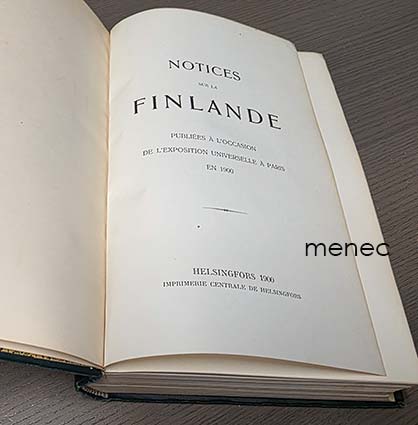 NOTICES
SUR LA
FINLANDE
PUBLIÉES À L'OCCASION
DE L'EXPOSITION UNIVERSELLE À PARIS
EN 1900
menec
HELSINGFORS 1900
IMPRIMERIE CENTRALE DE HELSINGFORS